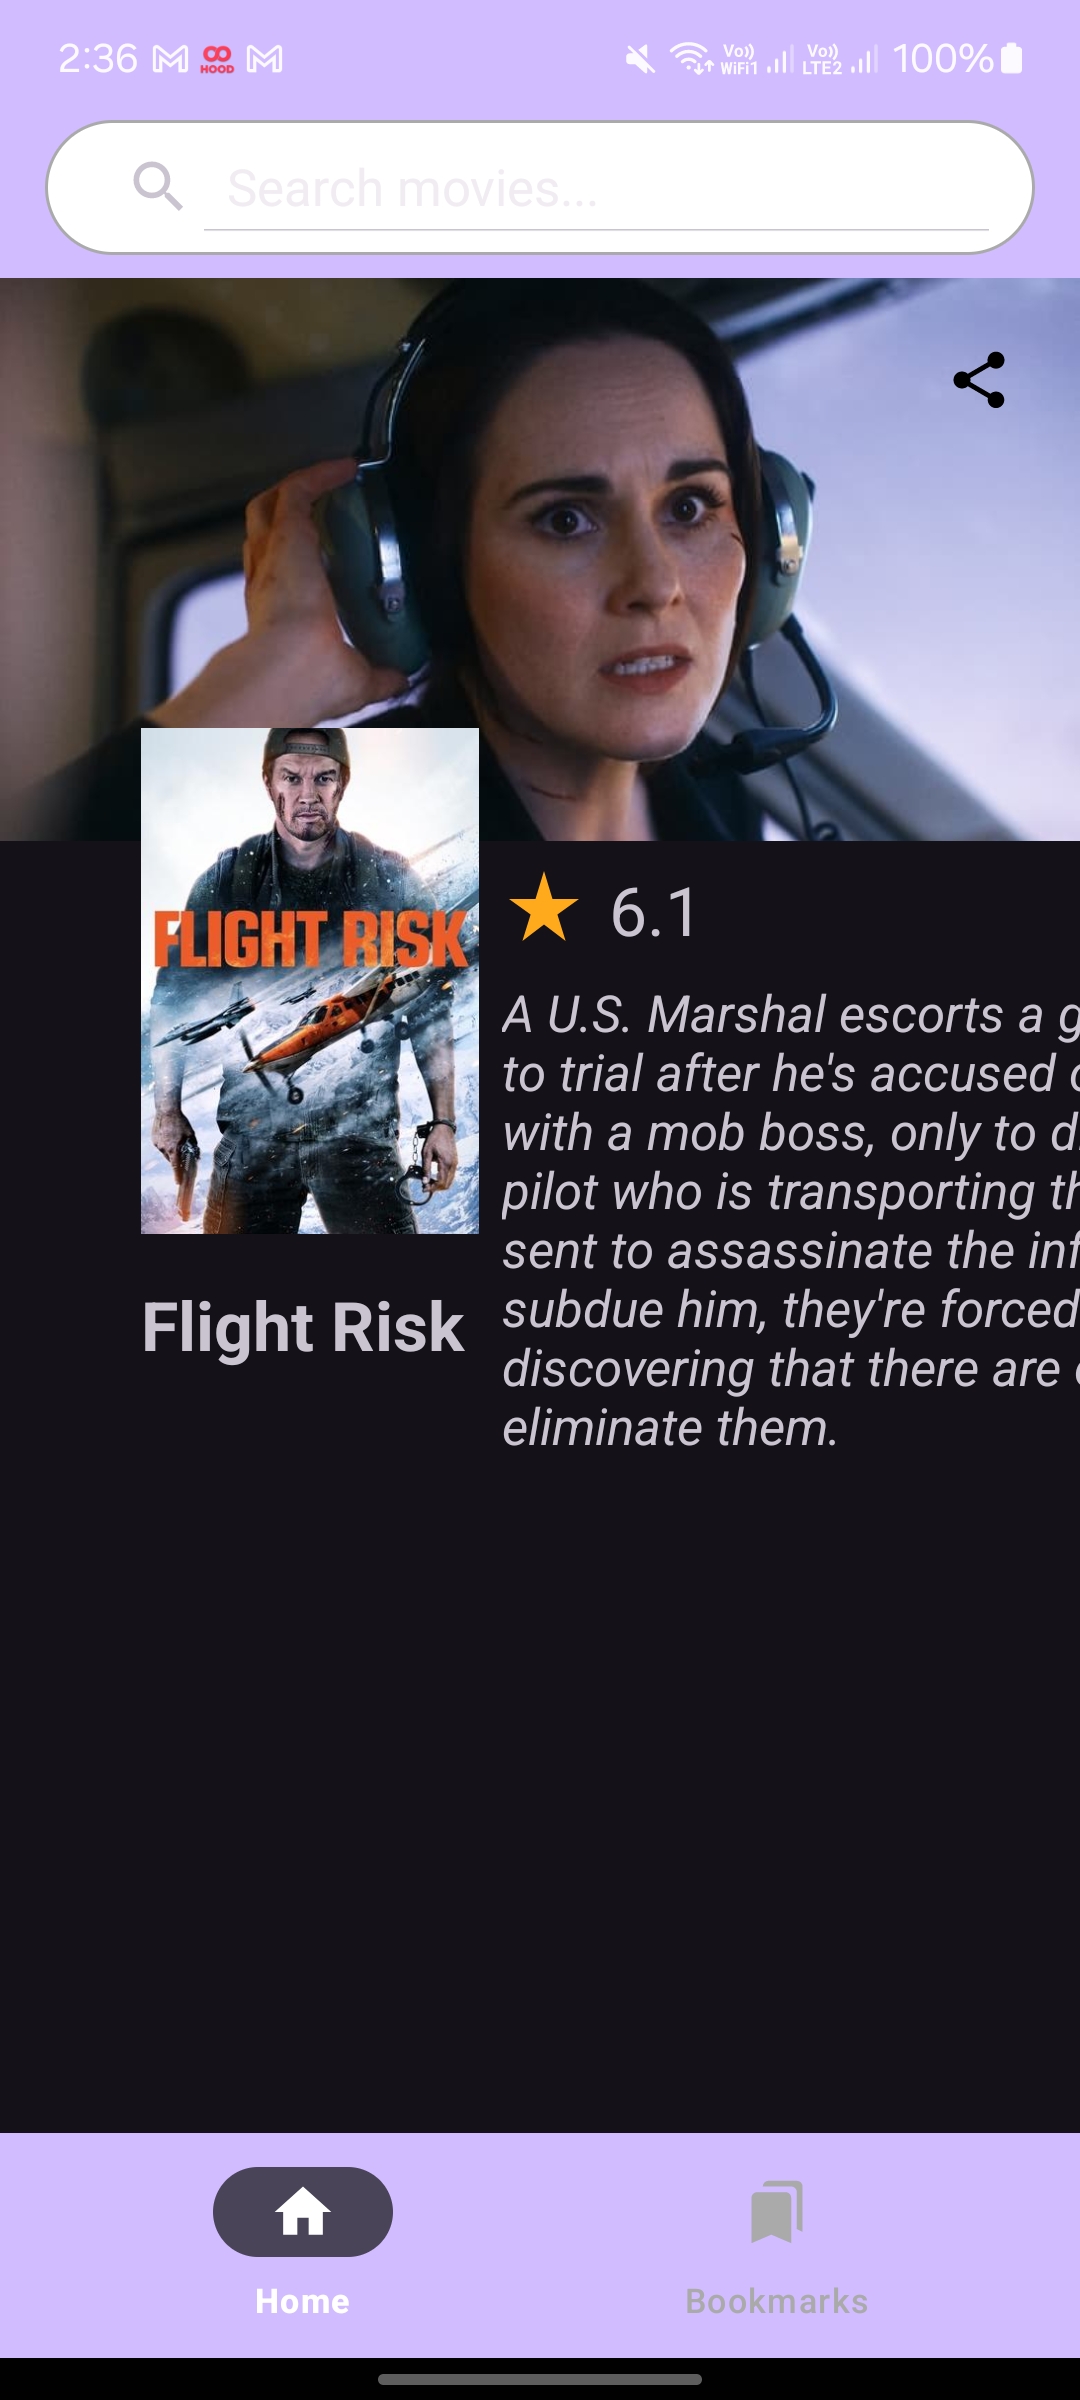 2:36 HOOD Vo)) WiFi1 Vo)) LTE2 100%
Search movies...
FLIGHT RISK
6.1
A U.S. Marshal escorts a g
to trial after he's accused
with a mob boss, only to d
pilot who is transporting th
sent to assassinate the inf
subdue him, they're forced
discovering that there are
eliminate them.
Flight Risk
Home
Bookmarks